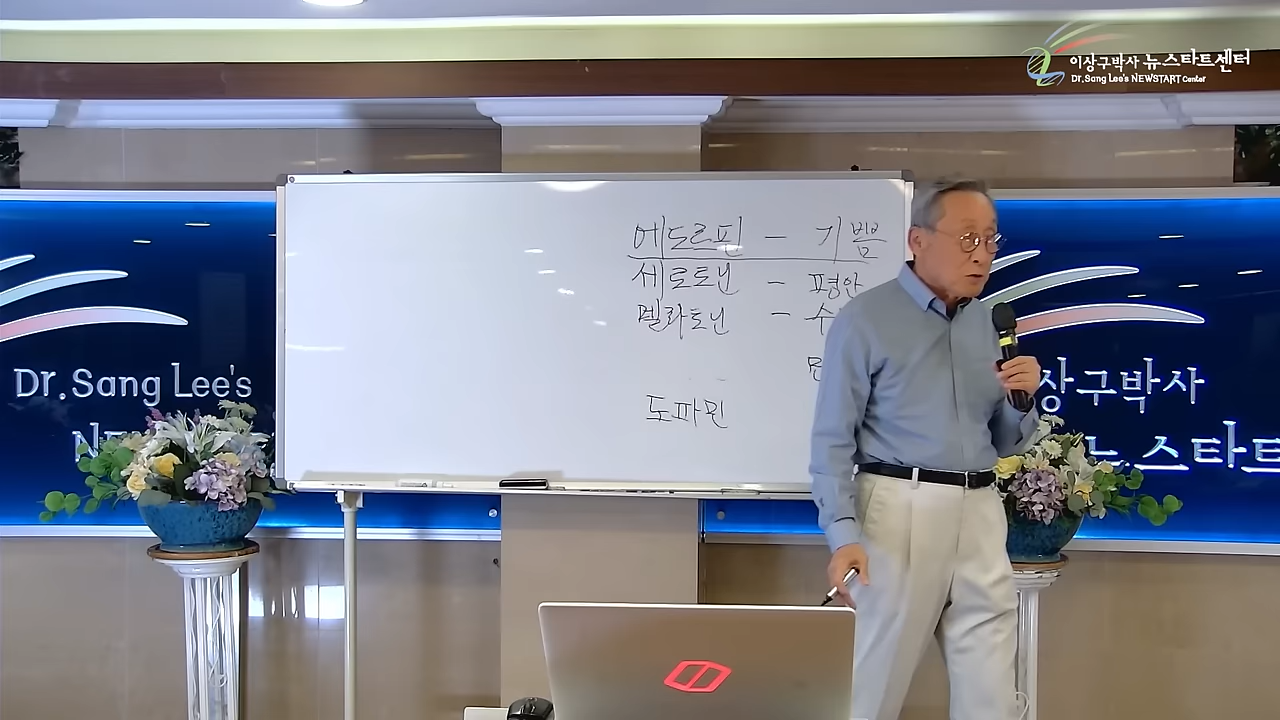 이상구박사 뉴스타트센터
Dr.Sang Lee's NEWSTART Center
에도르핀 – 기쁨
세로토닌 – 평안
멜라토닌 – 수
도파민
Dr.Sang Lee's
상구박사
뉴스타트